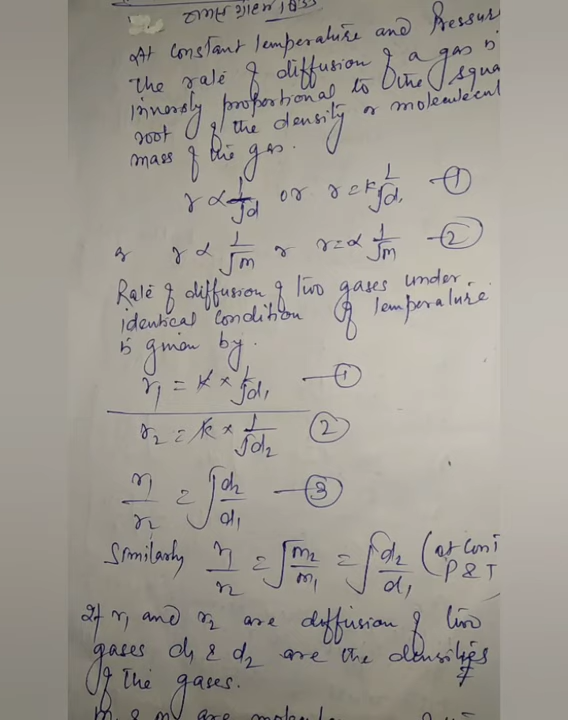 At constant temperature and Pressur
the rate of diffusion of a gas is
inversly proportional to the squa
root of the density or moleculecul
mass of the gas.
r ∝ 1/√d or r = k 1/√d, —①
or r ∝ 1/√m r r=∝ 1/√m —②
Rate of diffusion of two gases under
identical condition of temperature
is given by.
r₁ = k × 1/√d₁ —①
r₂ = k × 1/√d₂ ②
r₁/r₂ = √d₂/d₁ —③
Similarly r₁/r₂ = √m₂/m₁ = √d₂/d₁ (at const
P & T
If r₁ and r₂ are diffusion of two
gases d₁ & d₂ are the densities
of the gases.
are